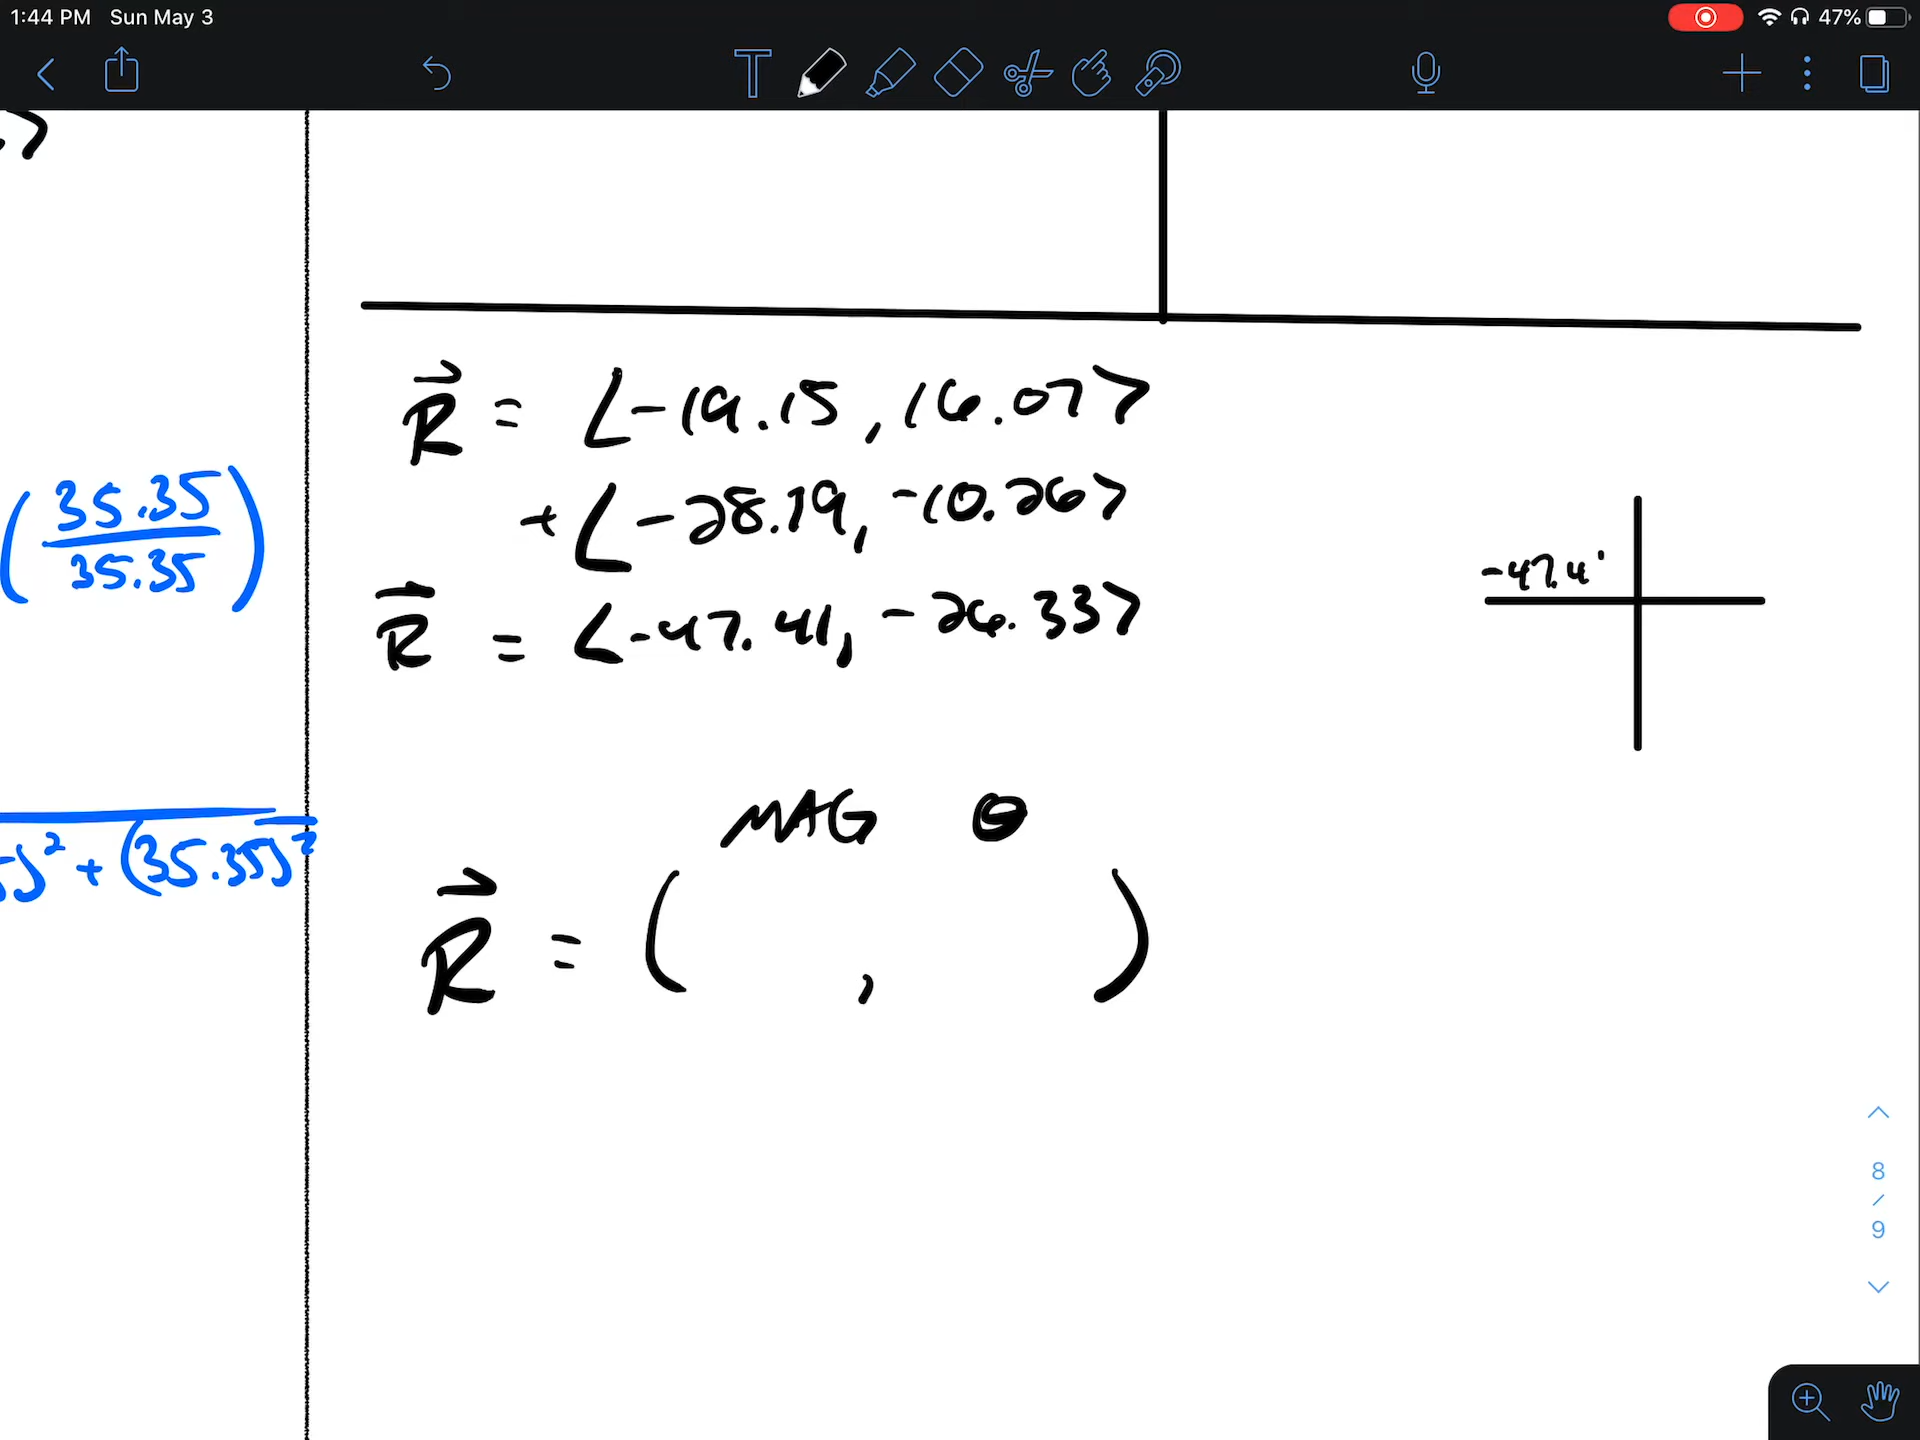 1:44 PM Sun May 3
47%
R⃗ = <-19.15, 16.07>
+ <-28.19, -10.26>
(35.35/35.35)
-47.4
R⃗ = <-47.41, -26.33>
MAG Θ
)² + (35.35)²
R⃗ = ( , )
8
/
9